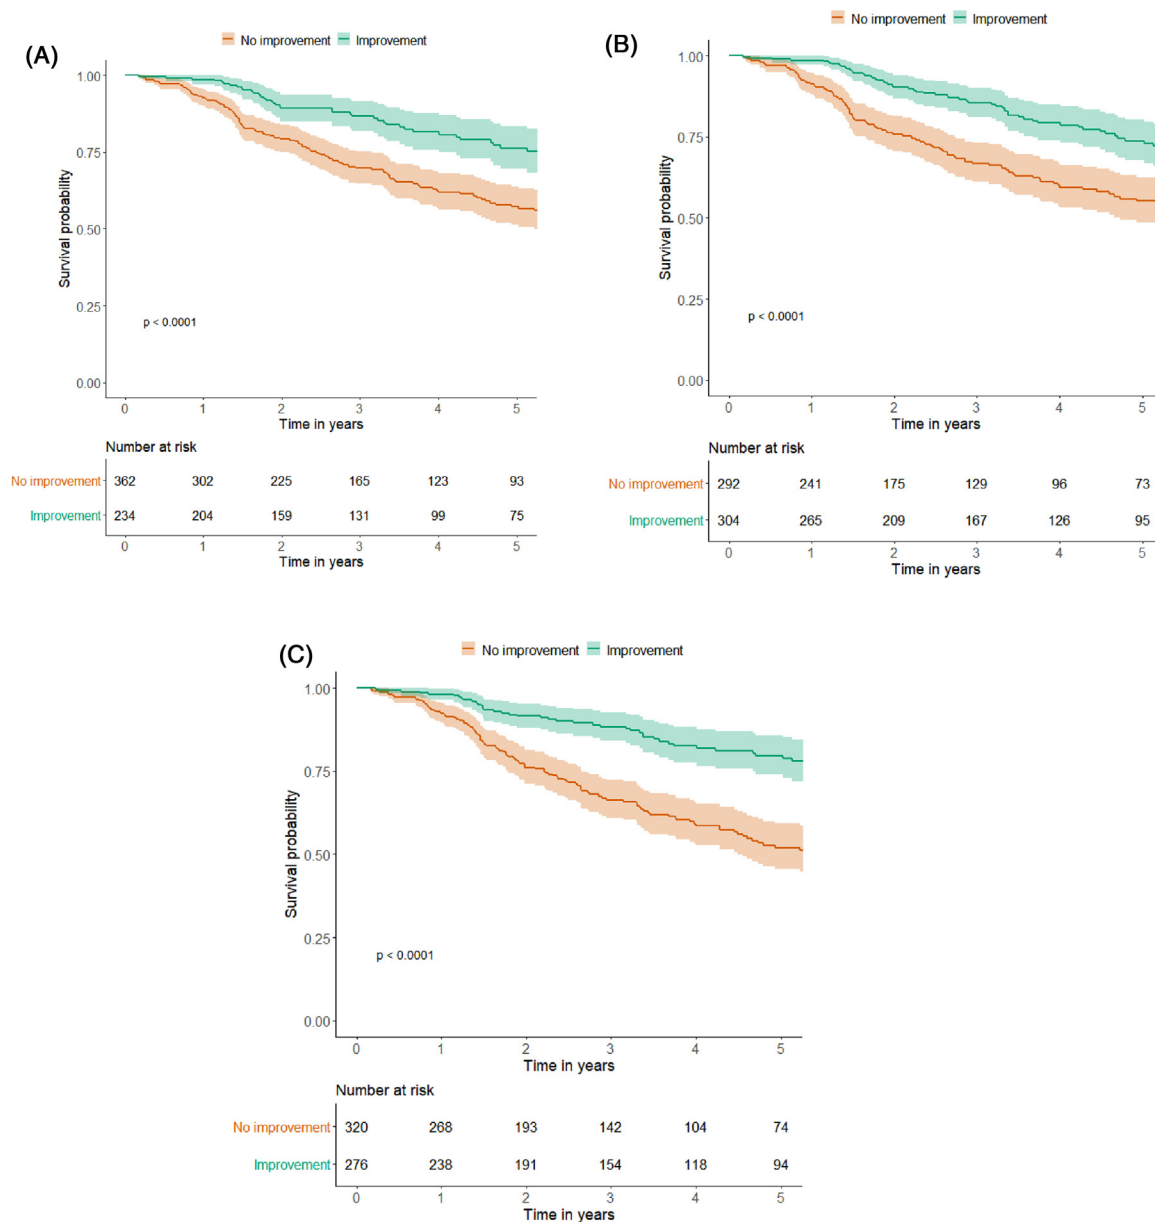 (A)
No improvement Improvement
1.00
0.75
0.50
0.25
0.00
Survival probability
p < 0.0001
0 1 2 3 4 5
Time in years
Number at risk
No improvement 362 302 225 165 123 93
Improvement 234 204 159 131 99 75
0 1 2 3 4 5
Time in years
(B)
No improvement Improvement
1.00
0.75
0.50
0.25
0.00
Survival probability
p < 0.0001
0 1 2 3 4 5
Time in years
Number at risk
No improvement 292 241 175 129 96 73
Improvement 304 265 209 167 126 95
0 1 2 3 4 5
Time in years
(C)
No improvement Improvement
1.00
0.75
0.50
0.25
0.00
Survival probability
p < 0.0001
0 1 2 3 4 5
Time in years
Number at risk
No improvement 320 268 193 142 104 74
Improvement 276 238 191 154 118 94
0 1 2 3 4 5
Time in years